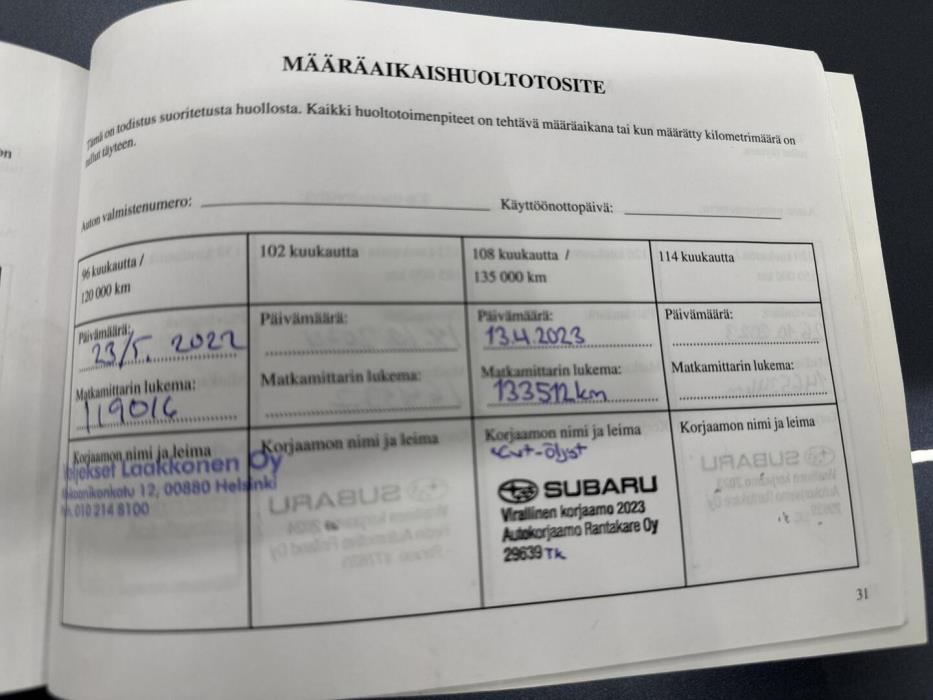 MÄÄRÄAIKAISHUOLTOTOSITE
Tämä on todistus suoritetusta huollosta. Kaikki huoltotoimenpiteet on tehtävä määräaikana tai kun määrätty kilometrimäärä on
tullut täyteen.
Auton valmistenumero: Käyttöönottopäivä:
96 kuukautta /
120 000 km
102 kuukautta
108 kuukautta /
135 000 km
114 kuukautta
Päivämäärä:
23/5. 2022
Päivämäärä:
Päivämäärä:
13.4.2023
Päivämäärä:
Matkamittarin lukema:
119016
Matkamittarin lukema:
Matkamittarin lukema:
133512km
Matkamittarin lukema:
Korjaamon nimi ja leima
Laakkonen Oy
12, 00880 Helsinki
010 214 8100
Korjaamon nimi ja leima
Korjaamon nimi ja leima
cvt-öljyt
SUBARU
Virallinen korjaamo 2023
Autokorjaamo Rantakare Oy
29639 TK
Korjaamon nimi ja leima
31